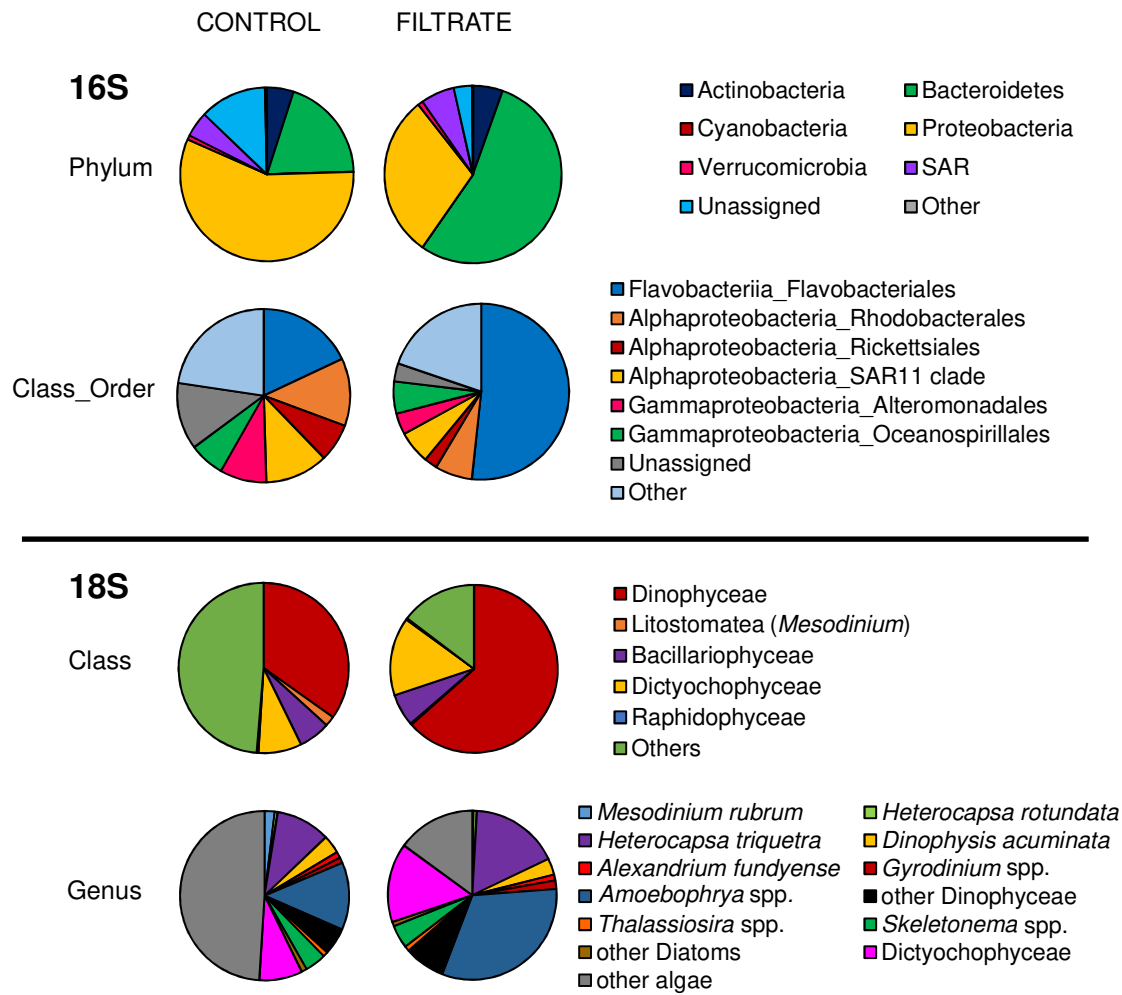 CONTROL FILTRATE
16S
Phylum
Actinobacteria Bacteroidetes
Cyanobacteria Proteobacteria
Verrucomicrobia SAR
Unassigned Other
Class_Order
Flavobacteriia_Flavobacteriales
Alphaproteobacteria_Rhodobacterales
Alphaproteobacteria_Rickettsiales
Alphaproteobacteria_SAR11 clade
Gammaproteobacteria_Alteromonadales
Gammaproteobacteria_Oceanospirillales
Unassigned
Other
18S
Class
Dinophyceae
Litostomatea (Mesodinium)
Bacillariophyceae
Dictyochophyceae
Raphidophyceae
Others
Genus
Mesodinium rubrum Heterocapsa rotundata
Heterocapsa triquetra Dinophysis acuminata
Alexandrium fundyense Gyrodinium spp.
Amoebophrya spp. other Dinophyceae
Thalassiosira spp. Skeletonema spp.
other Diatoms Dictyochophyceae
other algae